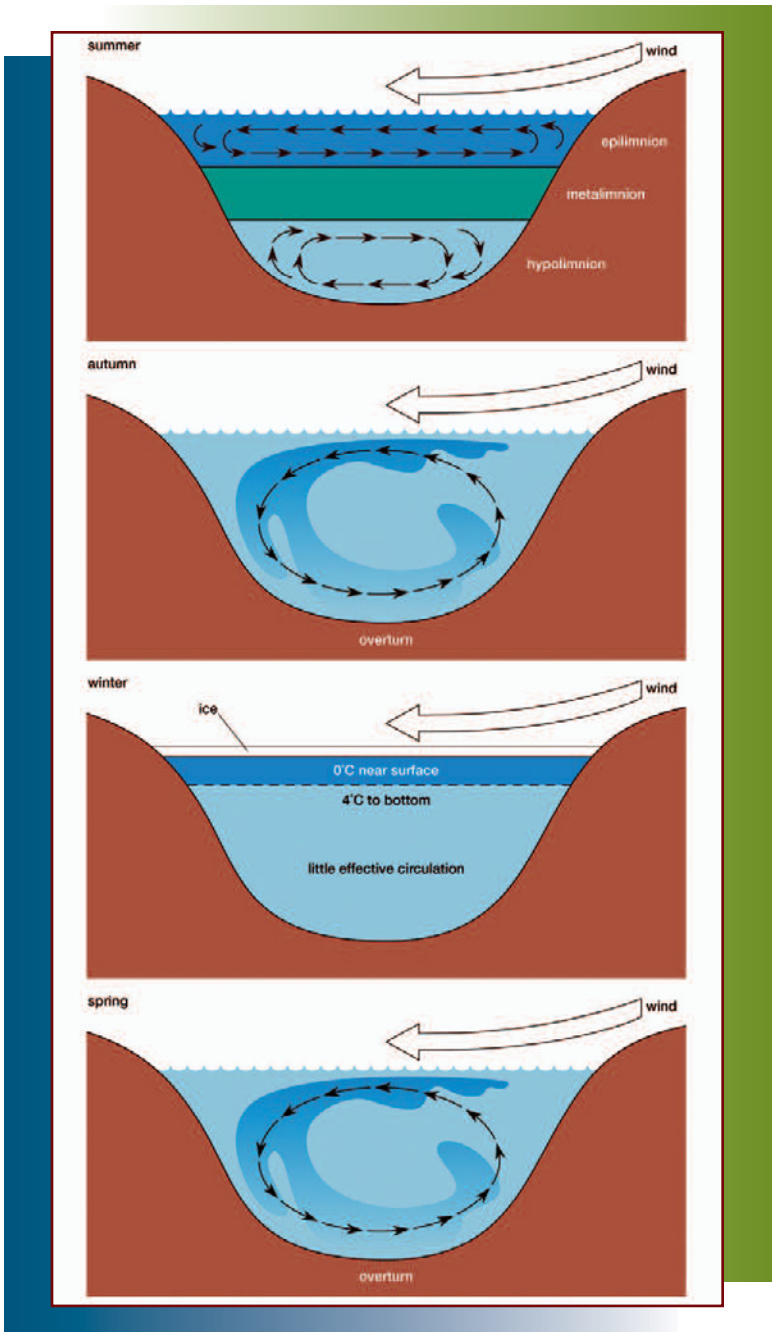 summer
wind
epilimnion
metalimnion
hypolimnion
autumn
wind
overturn
winter
wind
ice
0°C near surface
4°C to bottom
little effective circulation
spring
wind
overturn